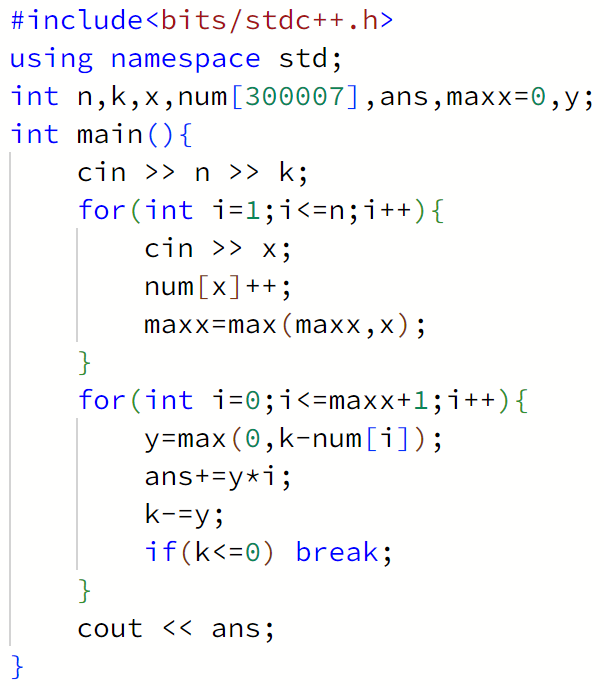 #include<bits/stdc++.h>
using namespace std;
int n,k,x,num[300007],ans,maxx=0,y;
int main(){
    cin >> n >> k;
    for(int i=1;i<=n;i++){
        cin >> x;
        num[x]++;
        maxx=max(maxx,x);
    }
    for(int i=0;i<=maxx+1;i++){
        y=max(0,k-num[i]);
        ans+=y*i;
        k-=y;
        if(k<=0) break;
    }
    cout << ans;
}